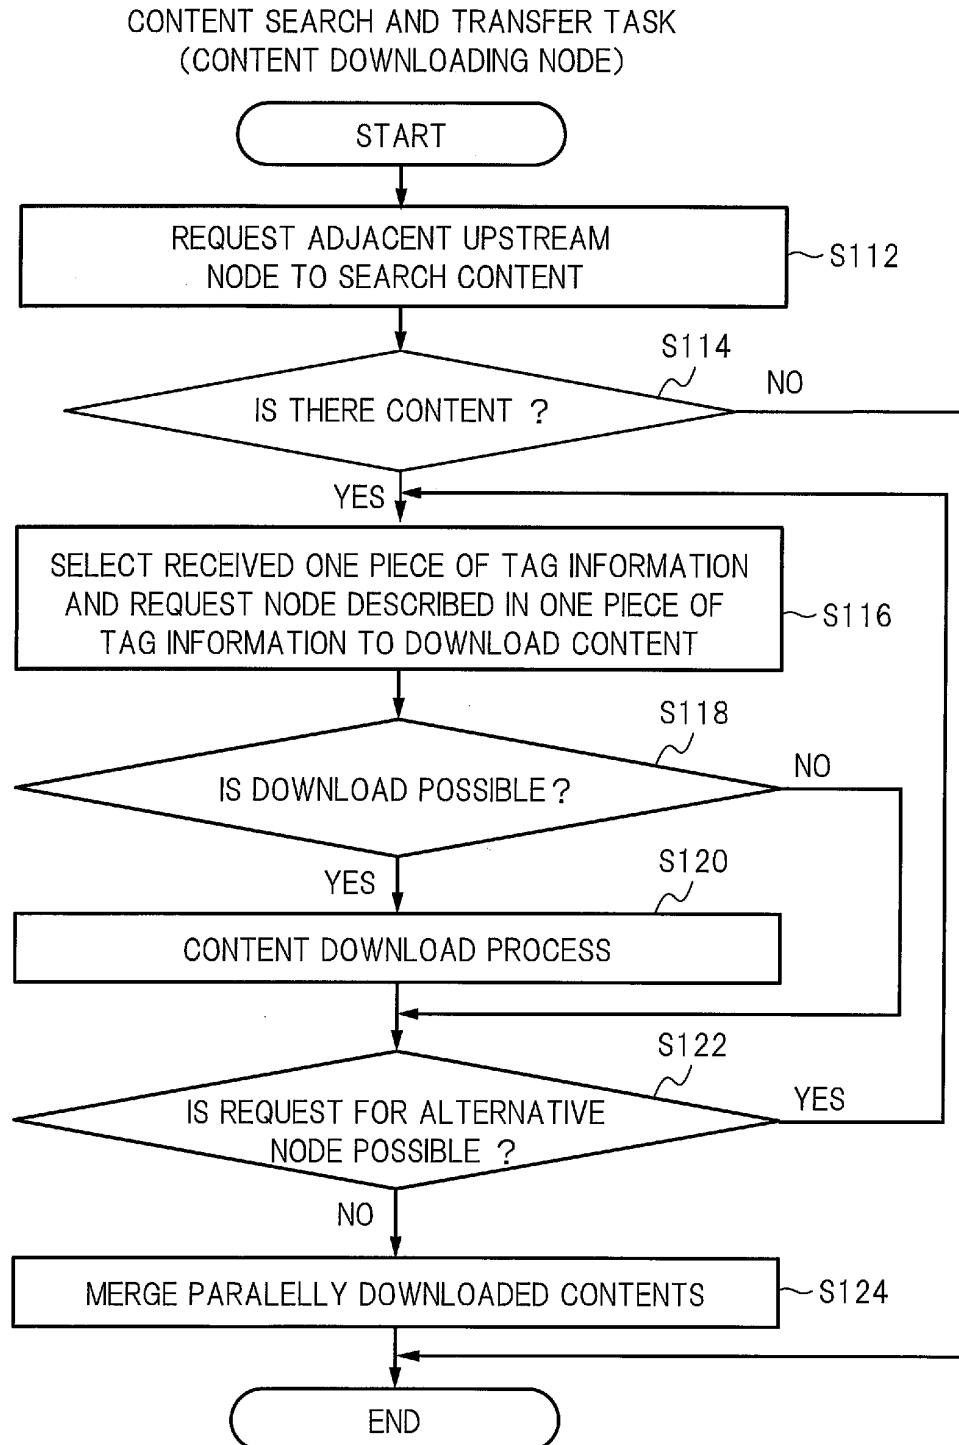 CONTENT SEARCH AND TRANSFER TASK
(CONTENT DOWNLOADING NODE)
START
REQUEST ADJACENT UPSTREAM
NODE TO SEARCH CONTENT
S112
S114
IS THERE CONTENT ?
NO
YES
SELECT RECEIVED ONE PIECE OF TAG INFORMATION
AND REQUEST NODE DESCRIBED IN ONE PIECE OF
TAG INFORMATION TO DOWNLOAD CONTENT
S116
S118
IS DOWNLOAD POSSIBLE ?
NO
YES
S120
CONTENT DOWNLOAD PROCESS
S122
IS REQUEST FOR ALTERNATIVE
NODE POSSIBLE ?
YES
NO
MERGE PARALELLY DOWNLOADED CONTENTS
S124
END